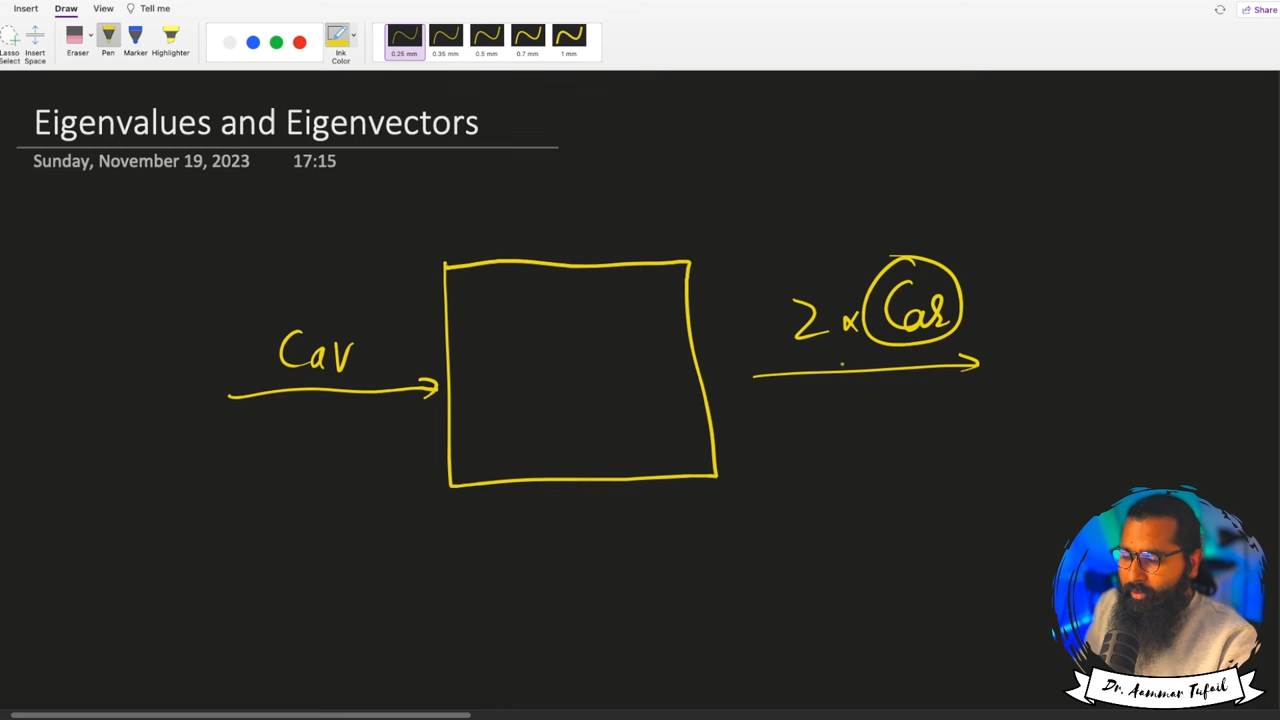 Insert Draw View Tell me
Share
Lasso Select
Insert Space
Eraser
Pen
Marker
Highlighter
Ink Color
0.25 mm 0.35 mm 0.5 mm 0.7 mm 1 mm
Eigenvalues and Eigenvectors
Sunday, November 19, 2023 17:15
Car
2 × Car
Dr. Aammar Tufail